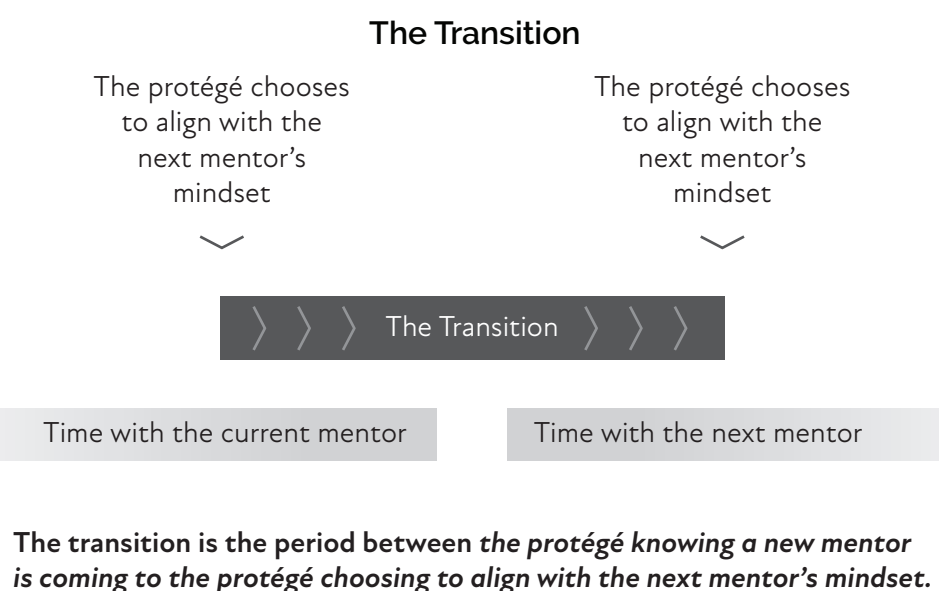 The Transition
The protégé chooses
to align with the
next mentor’s
mindset
The protégé chooses
to align with the
next mentor’s
mindset
The Transition
Time with the current mentor
Time with the next mentor
The transition is the period between the protégé knowing a new mentor
is coming to the protégé choosing to align with the next mentor’s mindset.